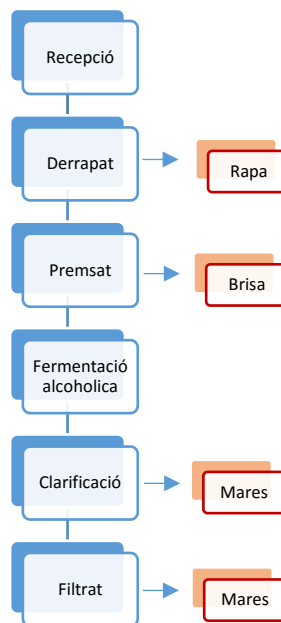 Recepció
Derrapat
Rapa
Premsat
Brisa
Fermentació
alcoholica
Clarificació
Mares
Filtrat
Mares